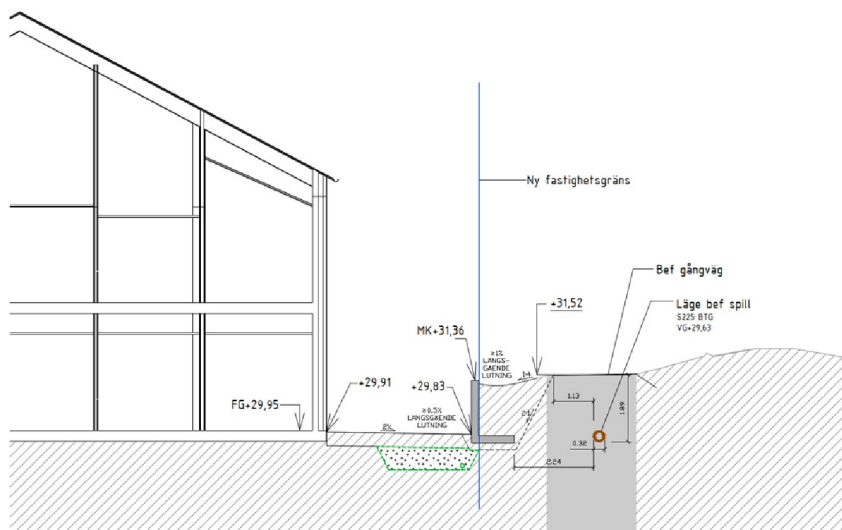 Ny fastighetsgräns
Bef gångväg
Läge bef spill
S225 BTG
VG+29,63
+31,52
MK+31,36
≥1%
LÄNGS-
GÅENDE
LUTNING
1:4
+29,91
+29,83
FG+29,95
≥0.5%
LÄNGSGÅENDE
LUTNING
2%
2:1
1.13
1.89
0.32
2.24